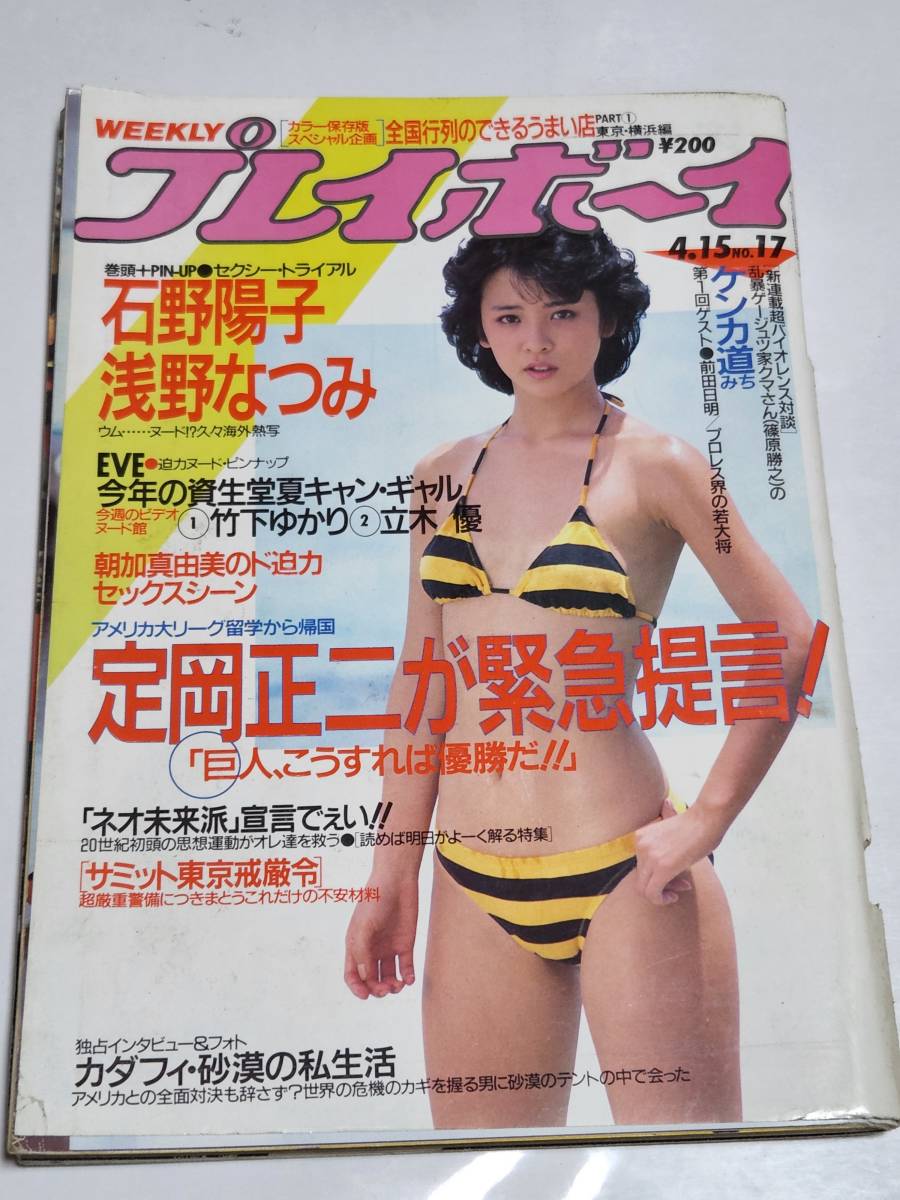 WEEKLY
カラー保存版
スペシャル企画
全国行列のできるうまい店
PART①
東京・横浜編
¥200
プレイボーイ
4.15 NO.17
巻頭+PIN-UP●セクシー・トライアル
石野陽子
浅野なつみ
ウム……ヌード!?久々海外熱写
EVE●迫力ヌード・ピンナップ
今年の資生堂夏キャン・ギャル
今週のビデオ
ヌード館
①竹下ゆかり②立木 優
朝加真由美のド迫力
セックスシーン
アメリカ大リーグ留学から帰国
定岡正二が緊急提言!
「巨人、こうすれば優勝だ!!」
「ネオ未来派」宣言でぇい!!
20世紀初頭の思想運動がオレ達を救う●[読めば明日がよーく解る特集]
[サミット東京戒厳令]
超厳重警備につきまとうこれだけの不安材料
独占インタビュー&フォト
カダフィ・砂漠の私生活
アメリカとの全面対決も辞さず?世界の危機のカギを握る男に砂漠のテントの中で会った
[新連載超バイオレンス対談]
乱暴ゲージュツ家クマさん(篠原勝之)の
ケンカ道みち
第1回ゲスト●前田日明/プロレス界の若大将